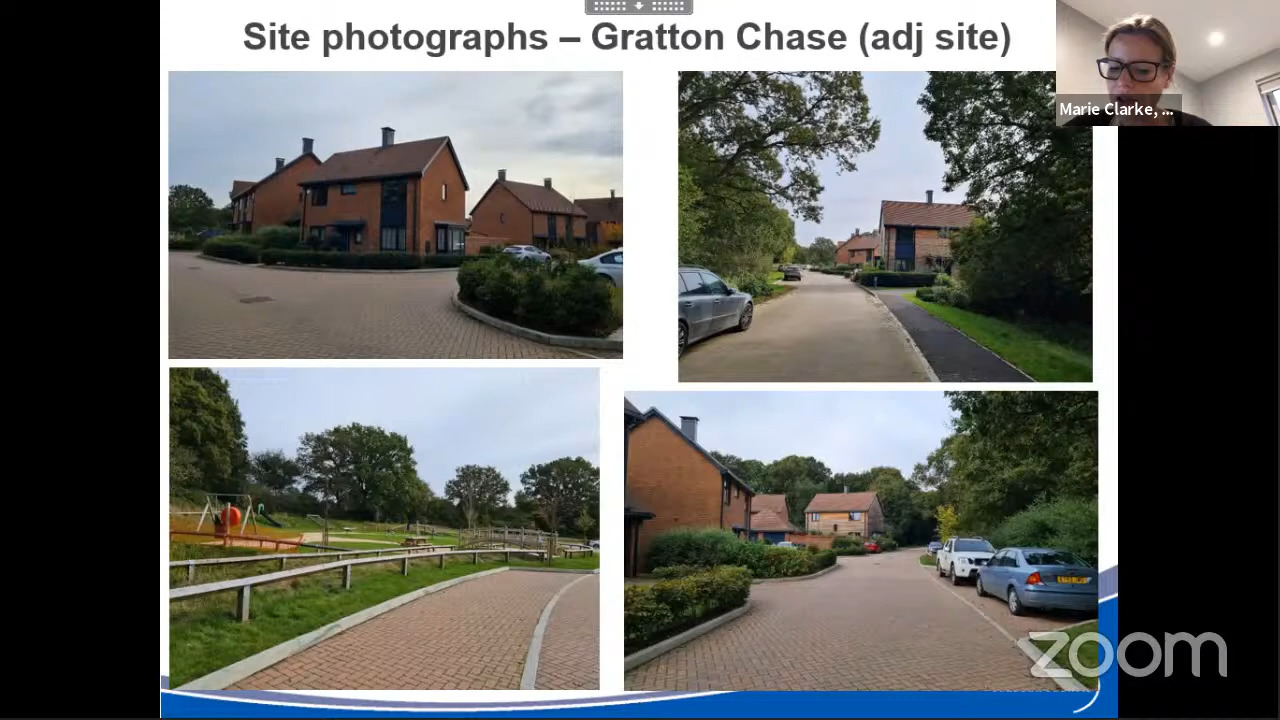 Site photographs – Gratton Chase (adj site)
Marie Clarke, ...
zoom